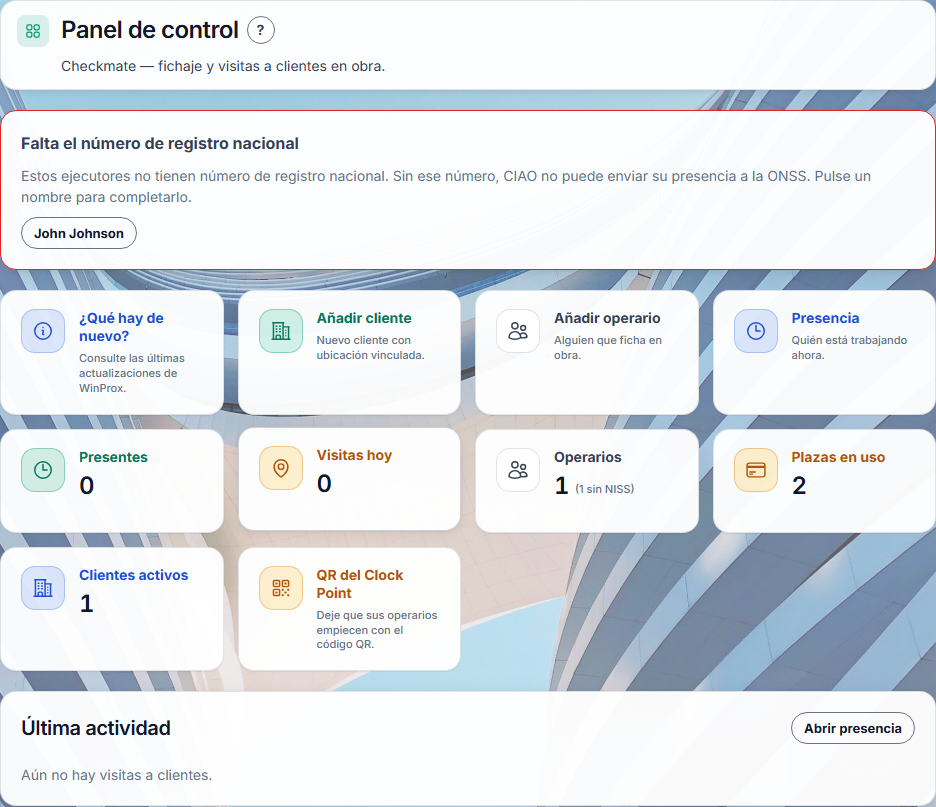 Panel de control ?
Checkmate — fichaje y visitas a clientes en obra.
Falta el número de registro nacional
Estos ejecutores no tienen número de registro nacional. Sin ese número, CIAO no puede enviar su presencia a la ONSS. Pulse un
nombre para completarlo.
John Johnson
¿Qué hay de
nuevo?
Consulte las últimas
actualizaciones de
WinProx.
Añadir cliente
Nuevo cliente con
ubicación vinculada.
Añadir operario
Alguien que ficha en
obra.
Presencia
Quién está trabajando
ahora.
Presentes
0
Visitas hoy
0
Operarios
1 (1 sin NISS)
Plazas en uso
2
Clientes activos
1
QR del Clock
Point
Deje que sus operarios
empiecen con el
código QR.
Última actividad
Abrir presencia
Aún no hay visitas a clientes.